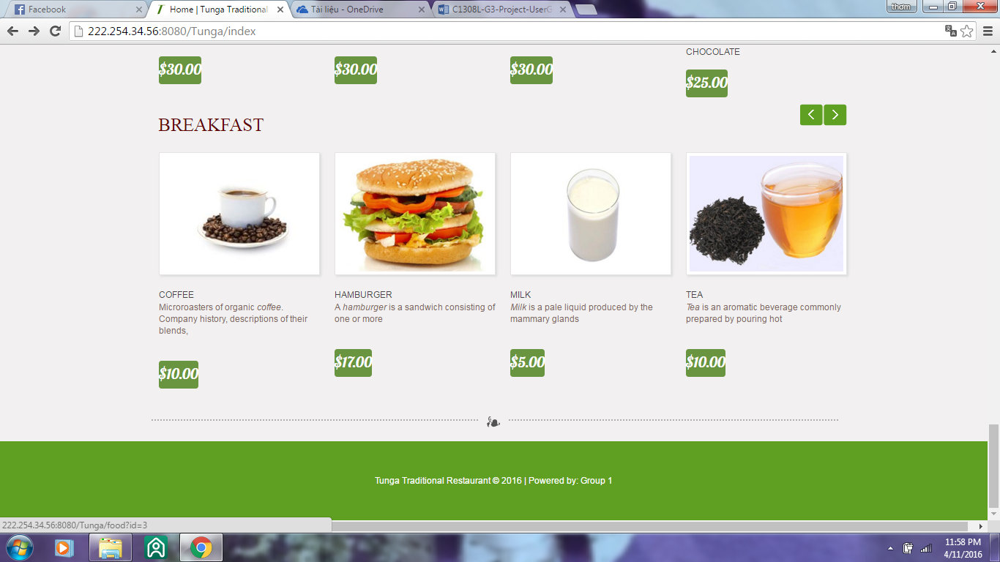 Facebook
Home | Tunga Traditional
Tài liệu - OneDrive
C1308L-G3-Project-UserG
thom
222.254.34.56:8080/Tunga/index
CHOCOLATE
$30.00
$30.00
$30.00
$25.00
BREAKFAST
COFFEE
Microroasters of organic coffee.
Company history, descriptions of their
blends,
$10.00
HAMBURGER
A hamburger is a sandwich consisting of
one or more
$17.00
MILK
Milk is a pale liquid produced by the
mammary glands
$5.00
TEA
Tea is an aromatic beverage commonly
prepared by pouring hot
$10.00
Tunga Traditional Restaurant © 2016 | Powered by: Group 1
222.254.34.56:8080/Tunga/food?id=3
11:58 PM
4/11/2016